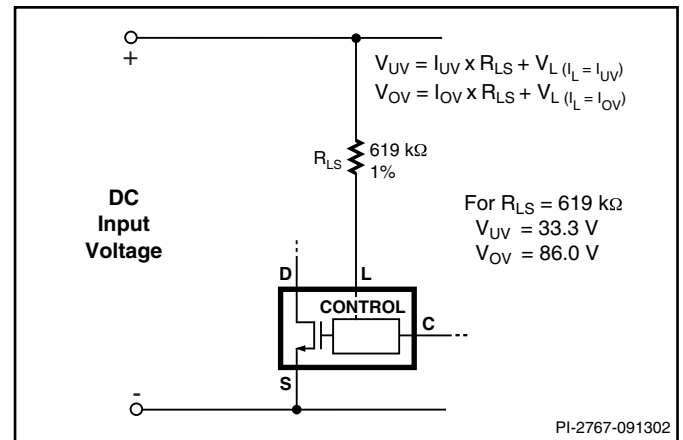 +
V_UV = I_UV x R_LS + V_L (I_L = I_UV)
V_OV = I_OV x R_LS + V_L (I_L = I_OV)
R_LS
619 kΩ
1%
DC
Input
Voltage
For R_LS = 619 kΩ
V_UV = 33.3 V
V_OV = 86.0 V
D
L
CONTROL
C
S
-
PI-2767-091302